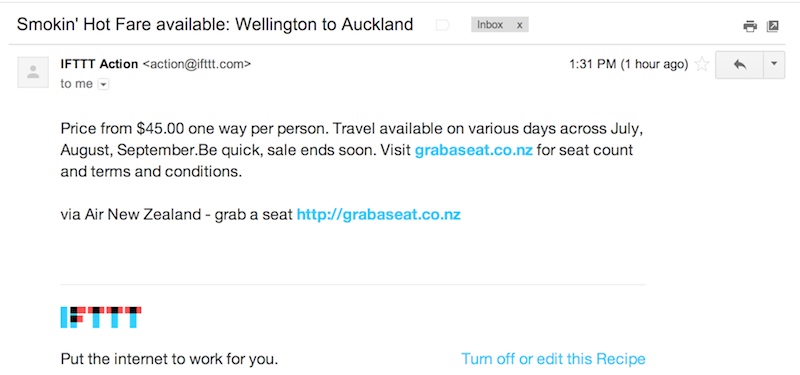 Smokin' Hot Fare available: Wellington to Auckland Inbox x
IFTTT Action <action@ifttt.com> 1:31 PM (1 hour ago)
to me
Price from $45.00 one way per person. Travel available on various days across July,
August, September.Be quick, sale ends soon. Visit grabaseat.co.nz for seat count
and terms and conditions.
via Air New Zealand - grab a seat http://grabaseat.co.nz
IFTTT
Put the internet to work for you. Turn off or edit this Recipe